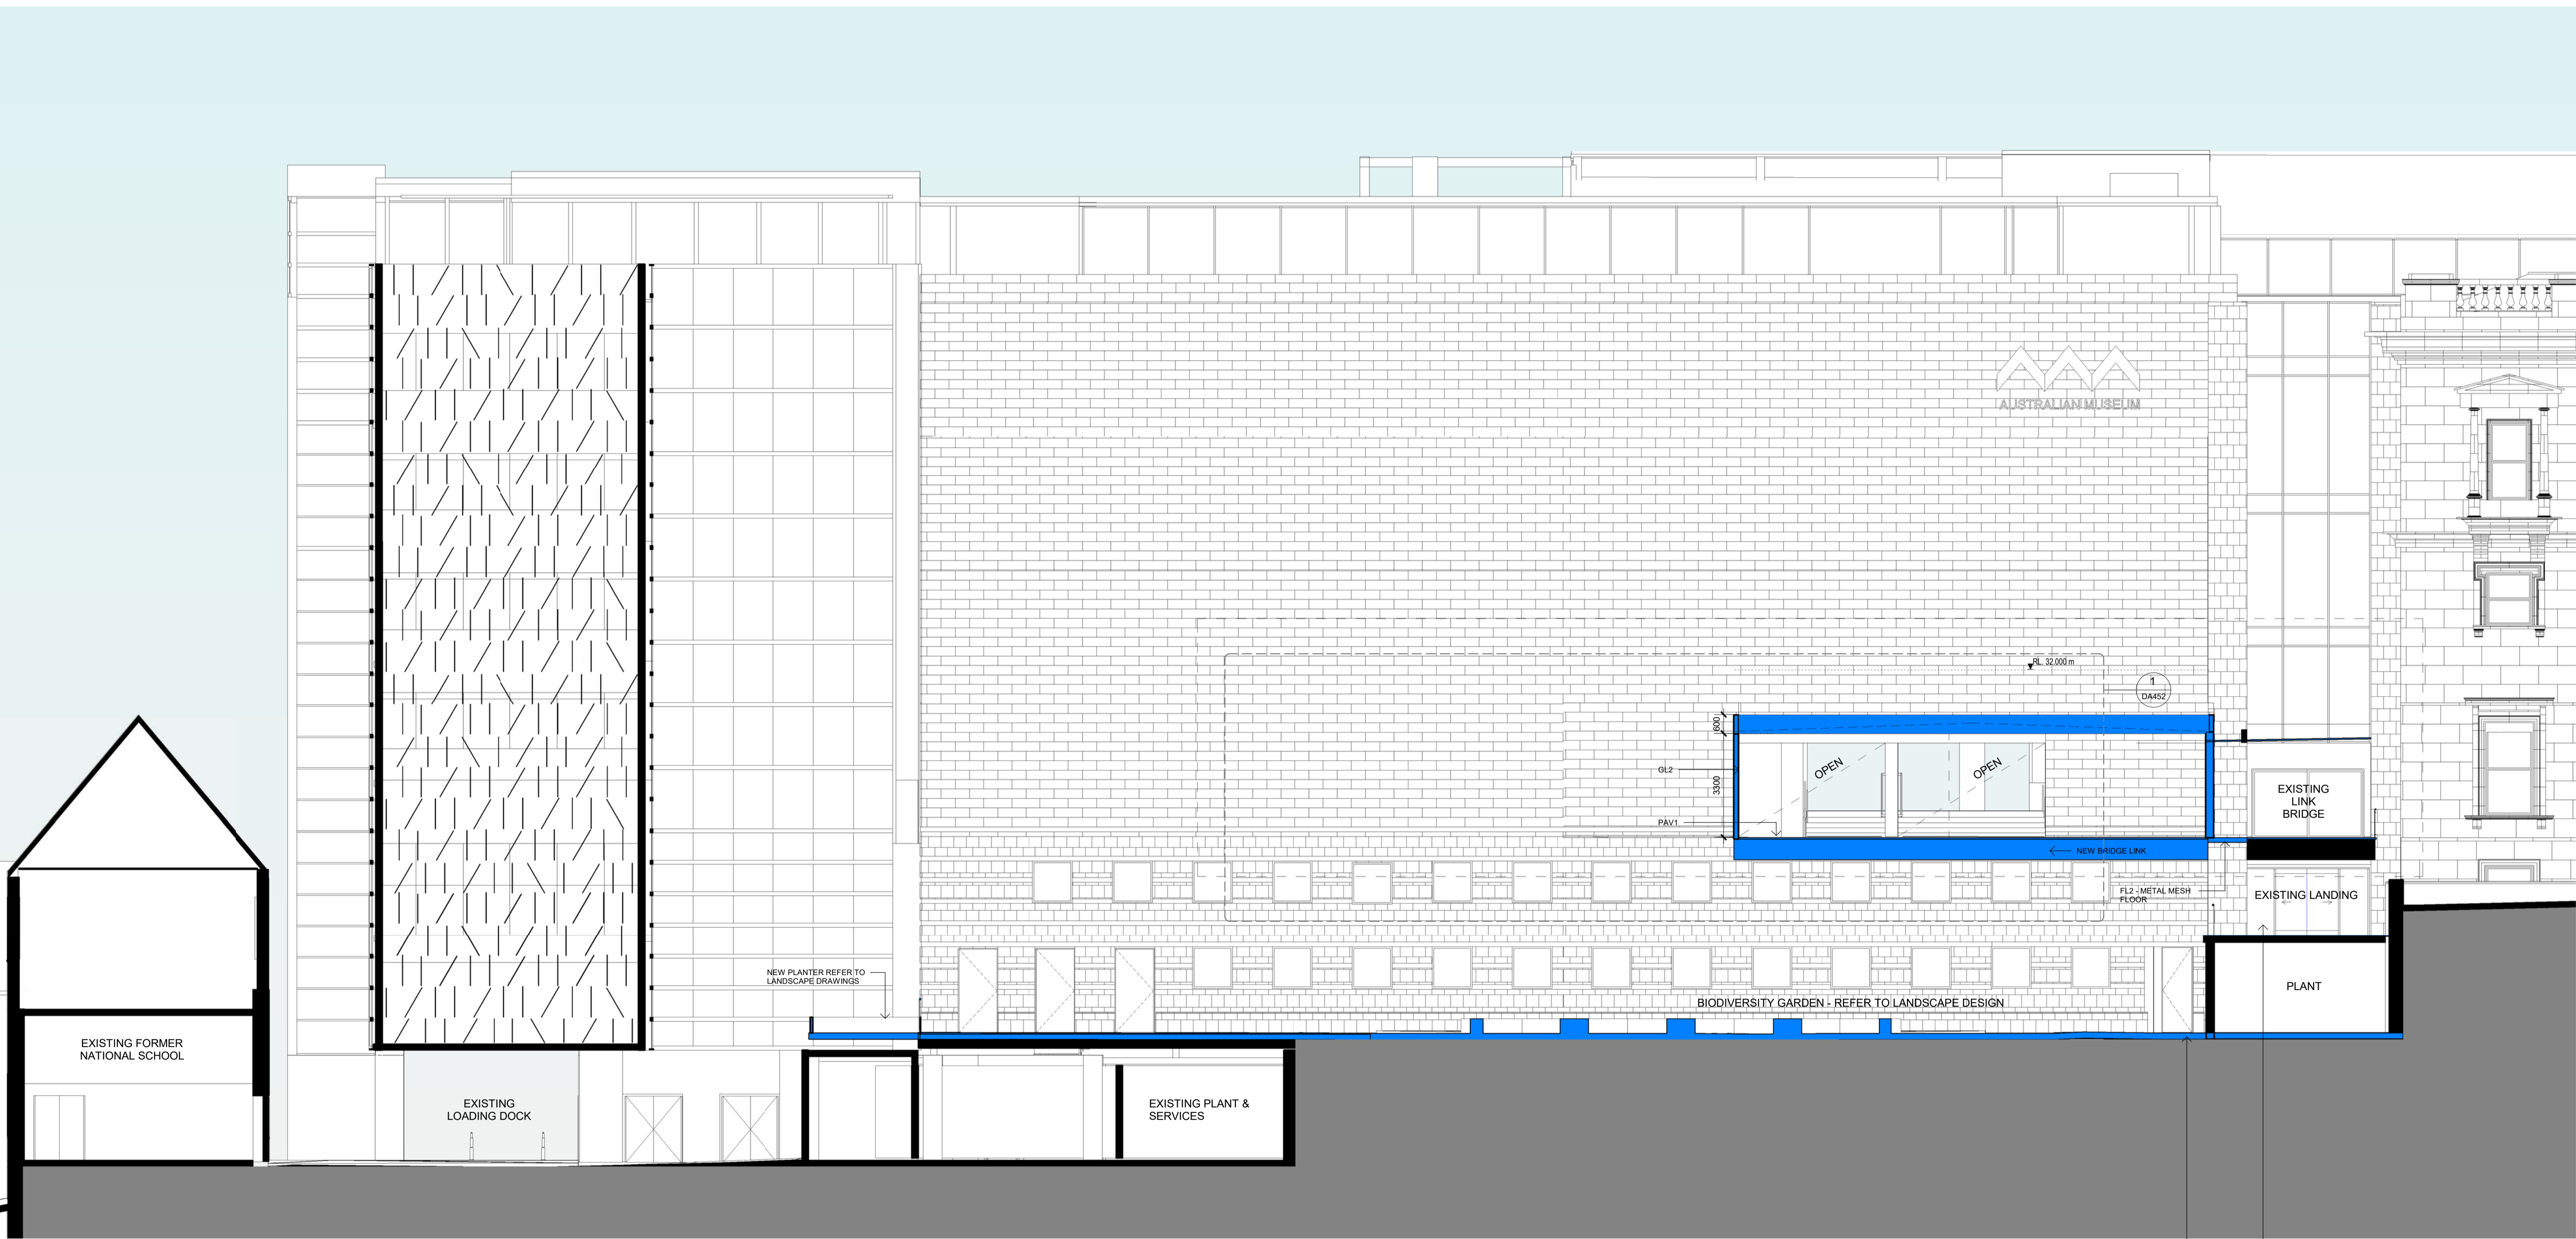 AUSTRALIAN MUSEUM
RL. 32.000 m
1
DA452
600
3300
GL2
PAV1
OPEN
OPEN
NEW BRIDGE LINK
EXISTING
LINK
BRIDGE
FL2 - METAL MESH
FLOOR
EXISTING LANDING
NEW PLANTER REFER TO
LANDSCAPE DRAWINGS
BIODIVERSITY GARDEN - REFER TO LANDSCAPE DESIGN
PLANT
EXISTING FORMER
NATIONAL SCHOOL
EXISTING
LOADING DOCK
EXISTING PLANT &
SERVICES